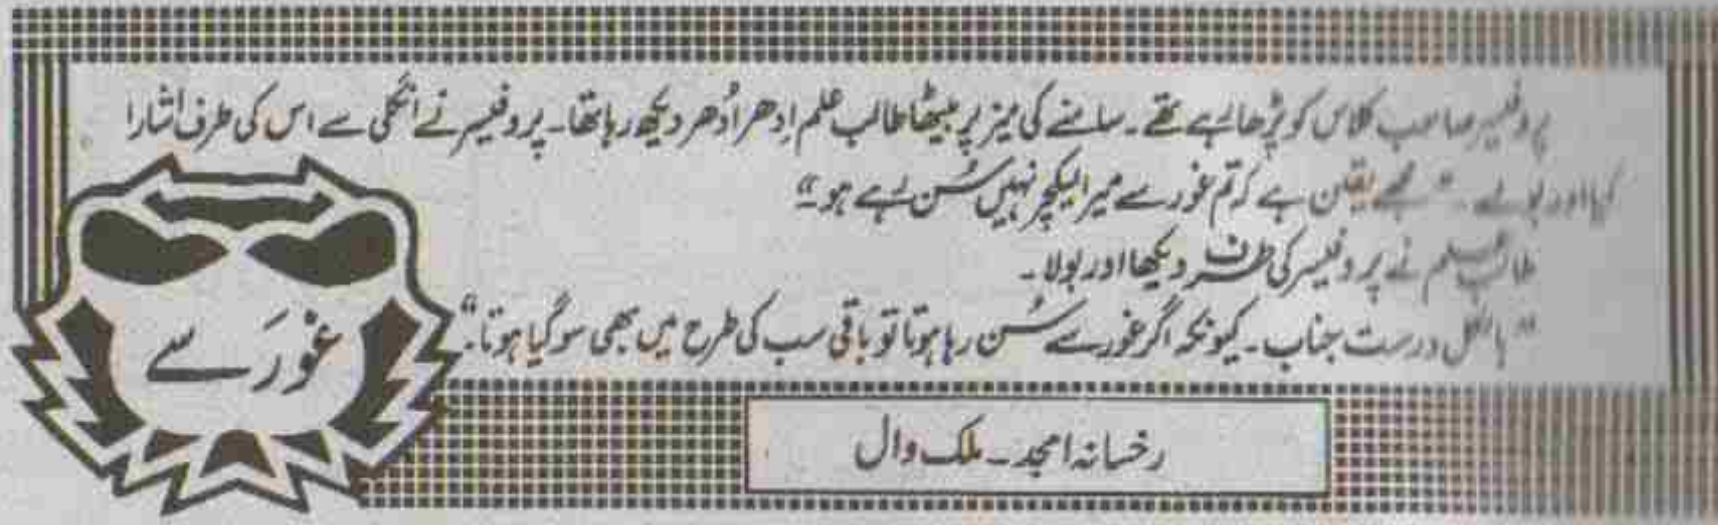 پروفیسر صاحب کلاس کو پڑھا رہے تھے۔ سامنے کی میز پر بیٹھا طالب علم اِدھر اُدھر دیکھ رہا تھا۔ پروفیسر نے انگلی سے اس کی طرف اشارا
کیا اور بولے۔ "مجھے یقین ہے کہ تم غور سے میرا لیکچر نہیں سُن رہے ہو"
طالب علم نے پروفیسر کی طرف دیکھا اور بولا۔
"بالکل درست جناب۔ کیونکہ اگر غور سے سُن رہا ہوتا تو باقی سب کی طرح میں بھی سو گیا ہوتا۔"
غَور سے
رخسانہ امجد۔ ملک وال